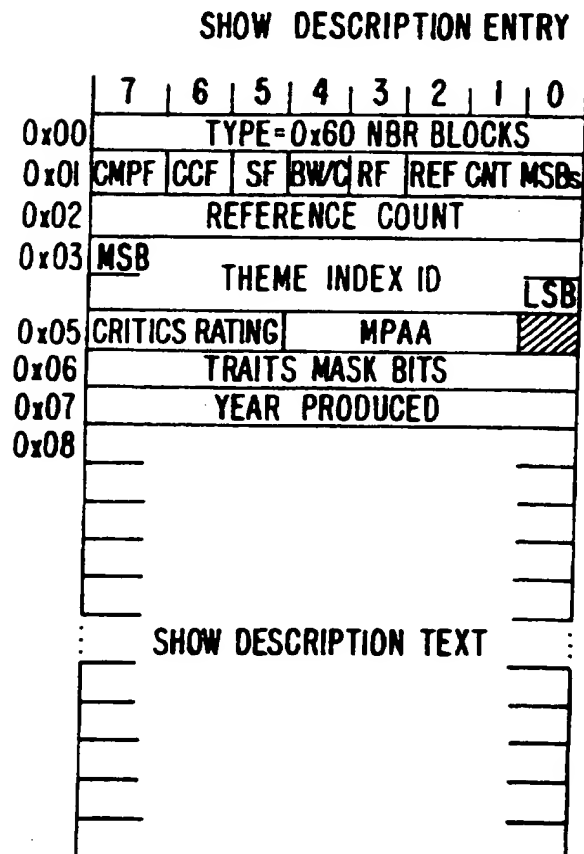 SHOW DESCRIPTION ENTRY
7 6 5 4 3 2 1 0
0x00 TYPE=0x60 NBR BLOCKS
0x01 CMPF CCF SF BW/C RF REF CNT MSBs
0x02 REFERENCE COUNT
0x03 MSB
THEME INDEX ID
LSB
0x05 CRITICS RATING MPAA
0x06 TRAITS MASK BITS
0x07 YEAR PRODUCED
0x08
SHOW DESCRIPTION TEXT